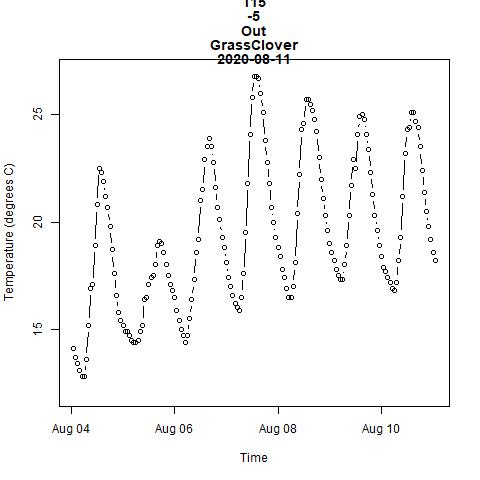 T15
-5
Out
GrassClover
2020-08-11
Temperature (degrees C)
25
20
15
Aug 04
Aug 06
Aug 08
Aug 10
Time